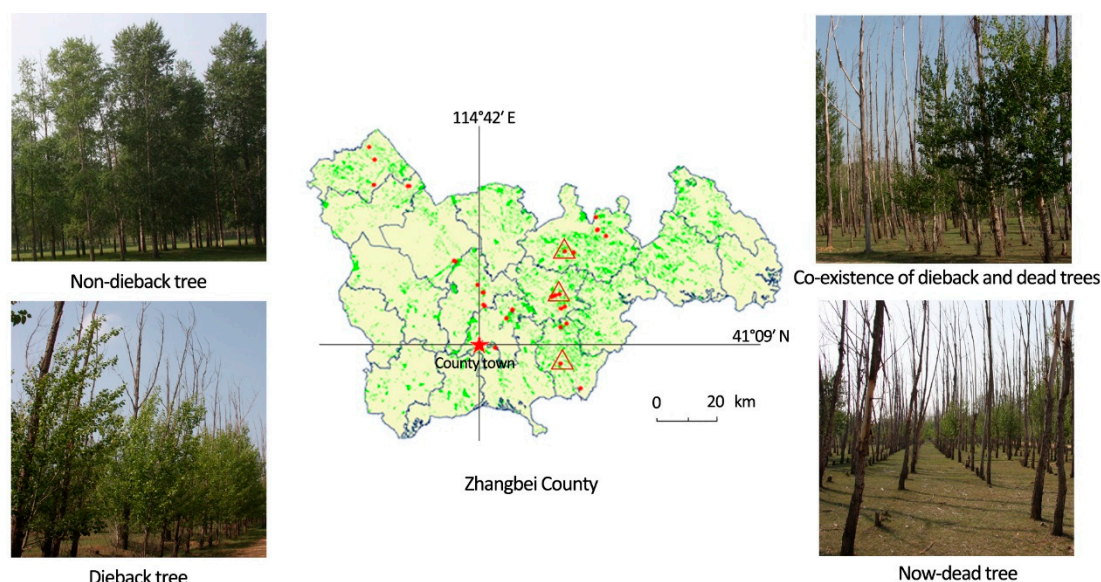 114°42′ E
Non-dieback tree
Co-existence of dieback and dead trees
41°09′ N
County town
0 20 km
Zhangbei County
Dieback tree
Now-dead tree